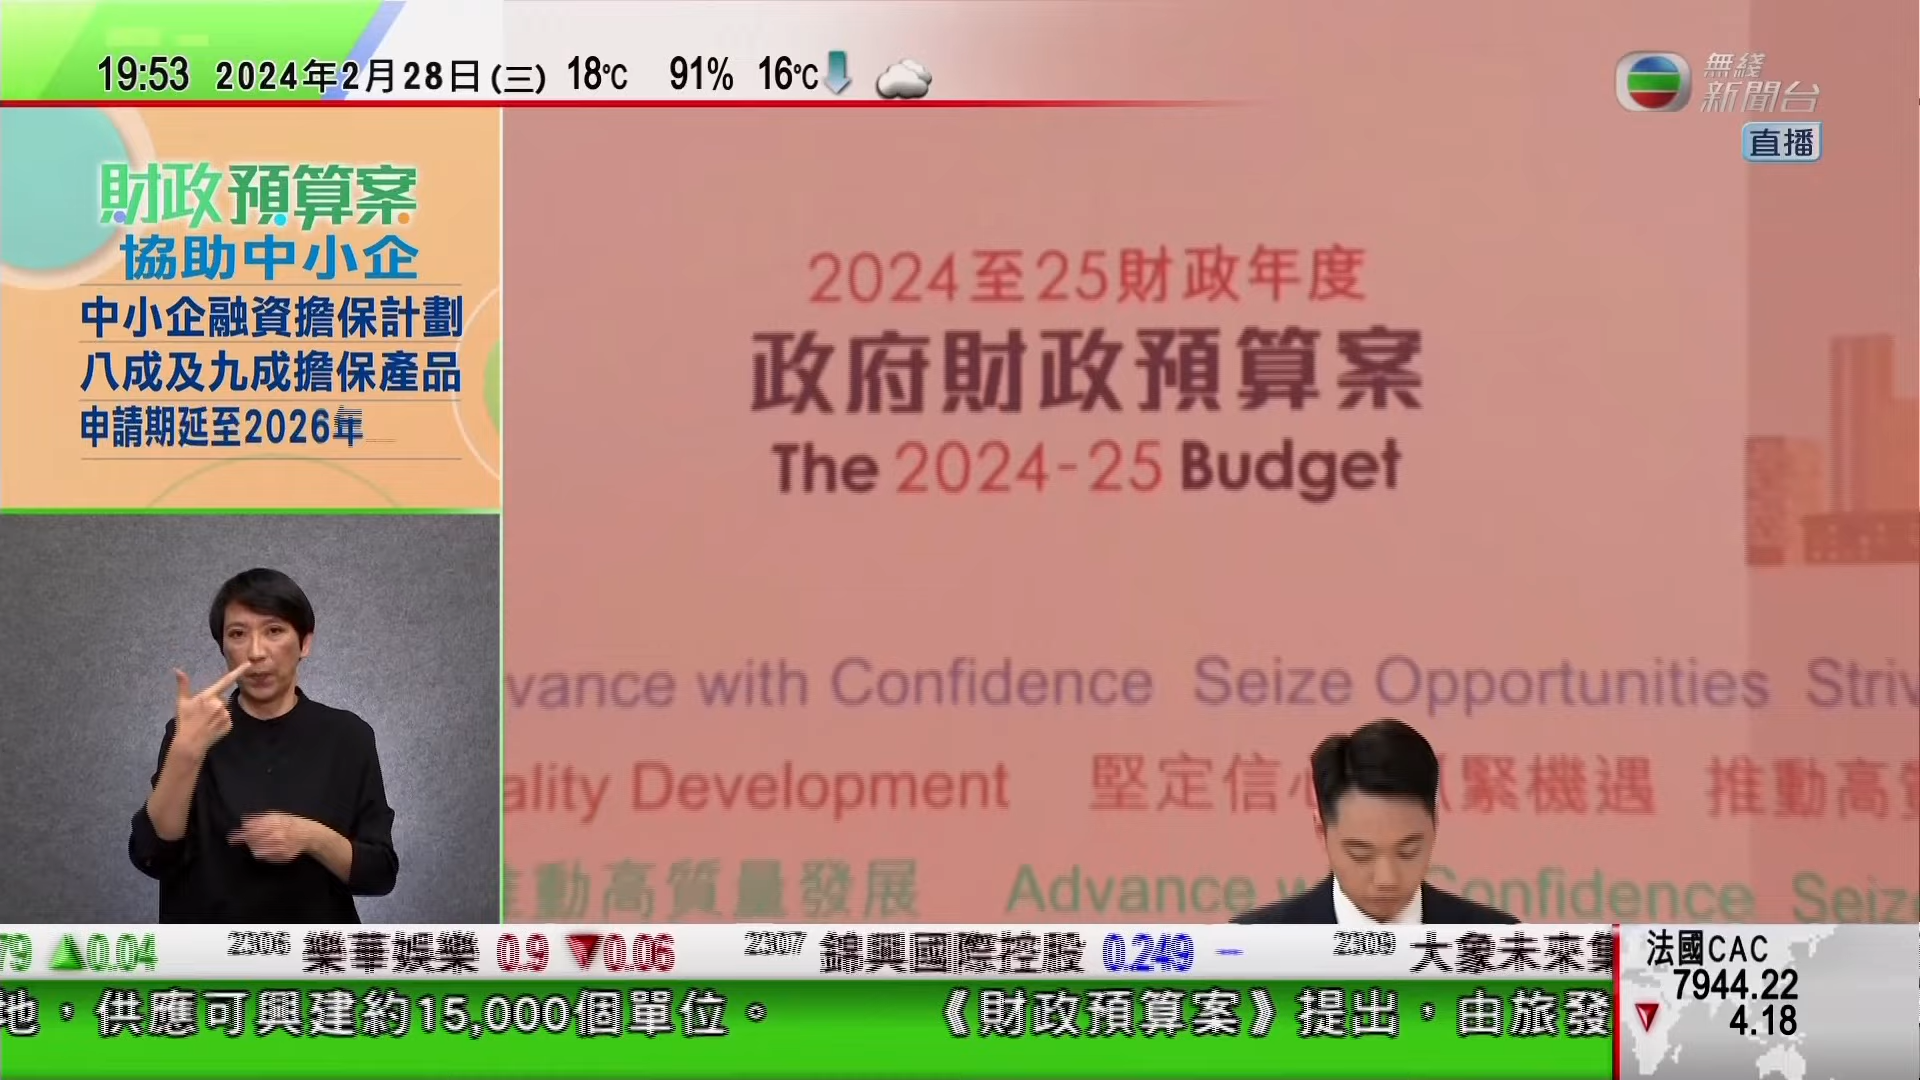 19:53 2024年2月28日(三) 18℃ 91% 16℃
無綫
新聞台
直播
財政預算案
協助中小企
中小企融資擔保計劃
八成及九成擔保產品
申請期延至2026年
2024至25財政年度
政府財政預算案
The 2024-25 Budget
vance with Confidence Seize Opportunities Striv
ality Development 堅定信心 緊機遇 推動高質
推動高質量發展 Advance w Confidence Seize
79 ▲0.04 2306 樂華娛樂 0.9 ▼0.06 2307 錦興國際控股 0.249 – 2309 大象未來集
地，供應可興建約15,000個單位。 《財政預算案》提出，由旅發
法國CAC
7944.22
▼ 4.18